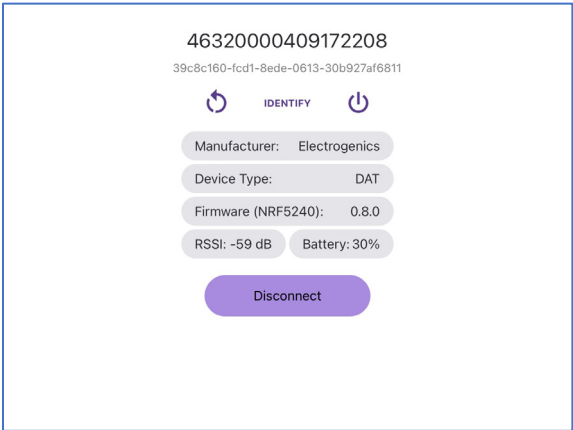 46320000409172208
39c8c160-fcd1-8ede-0613-30b927af6811
IDENTIFY
Manufacturer: Electrogenics
Device Type: DAT
Firmware (NRF5240): 0.8.0
RSSI: -59 dB Battery: 30%
Disconnect